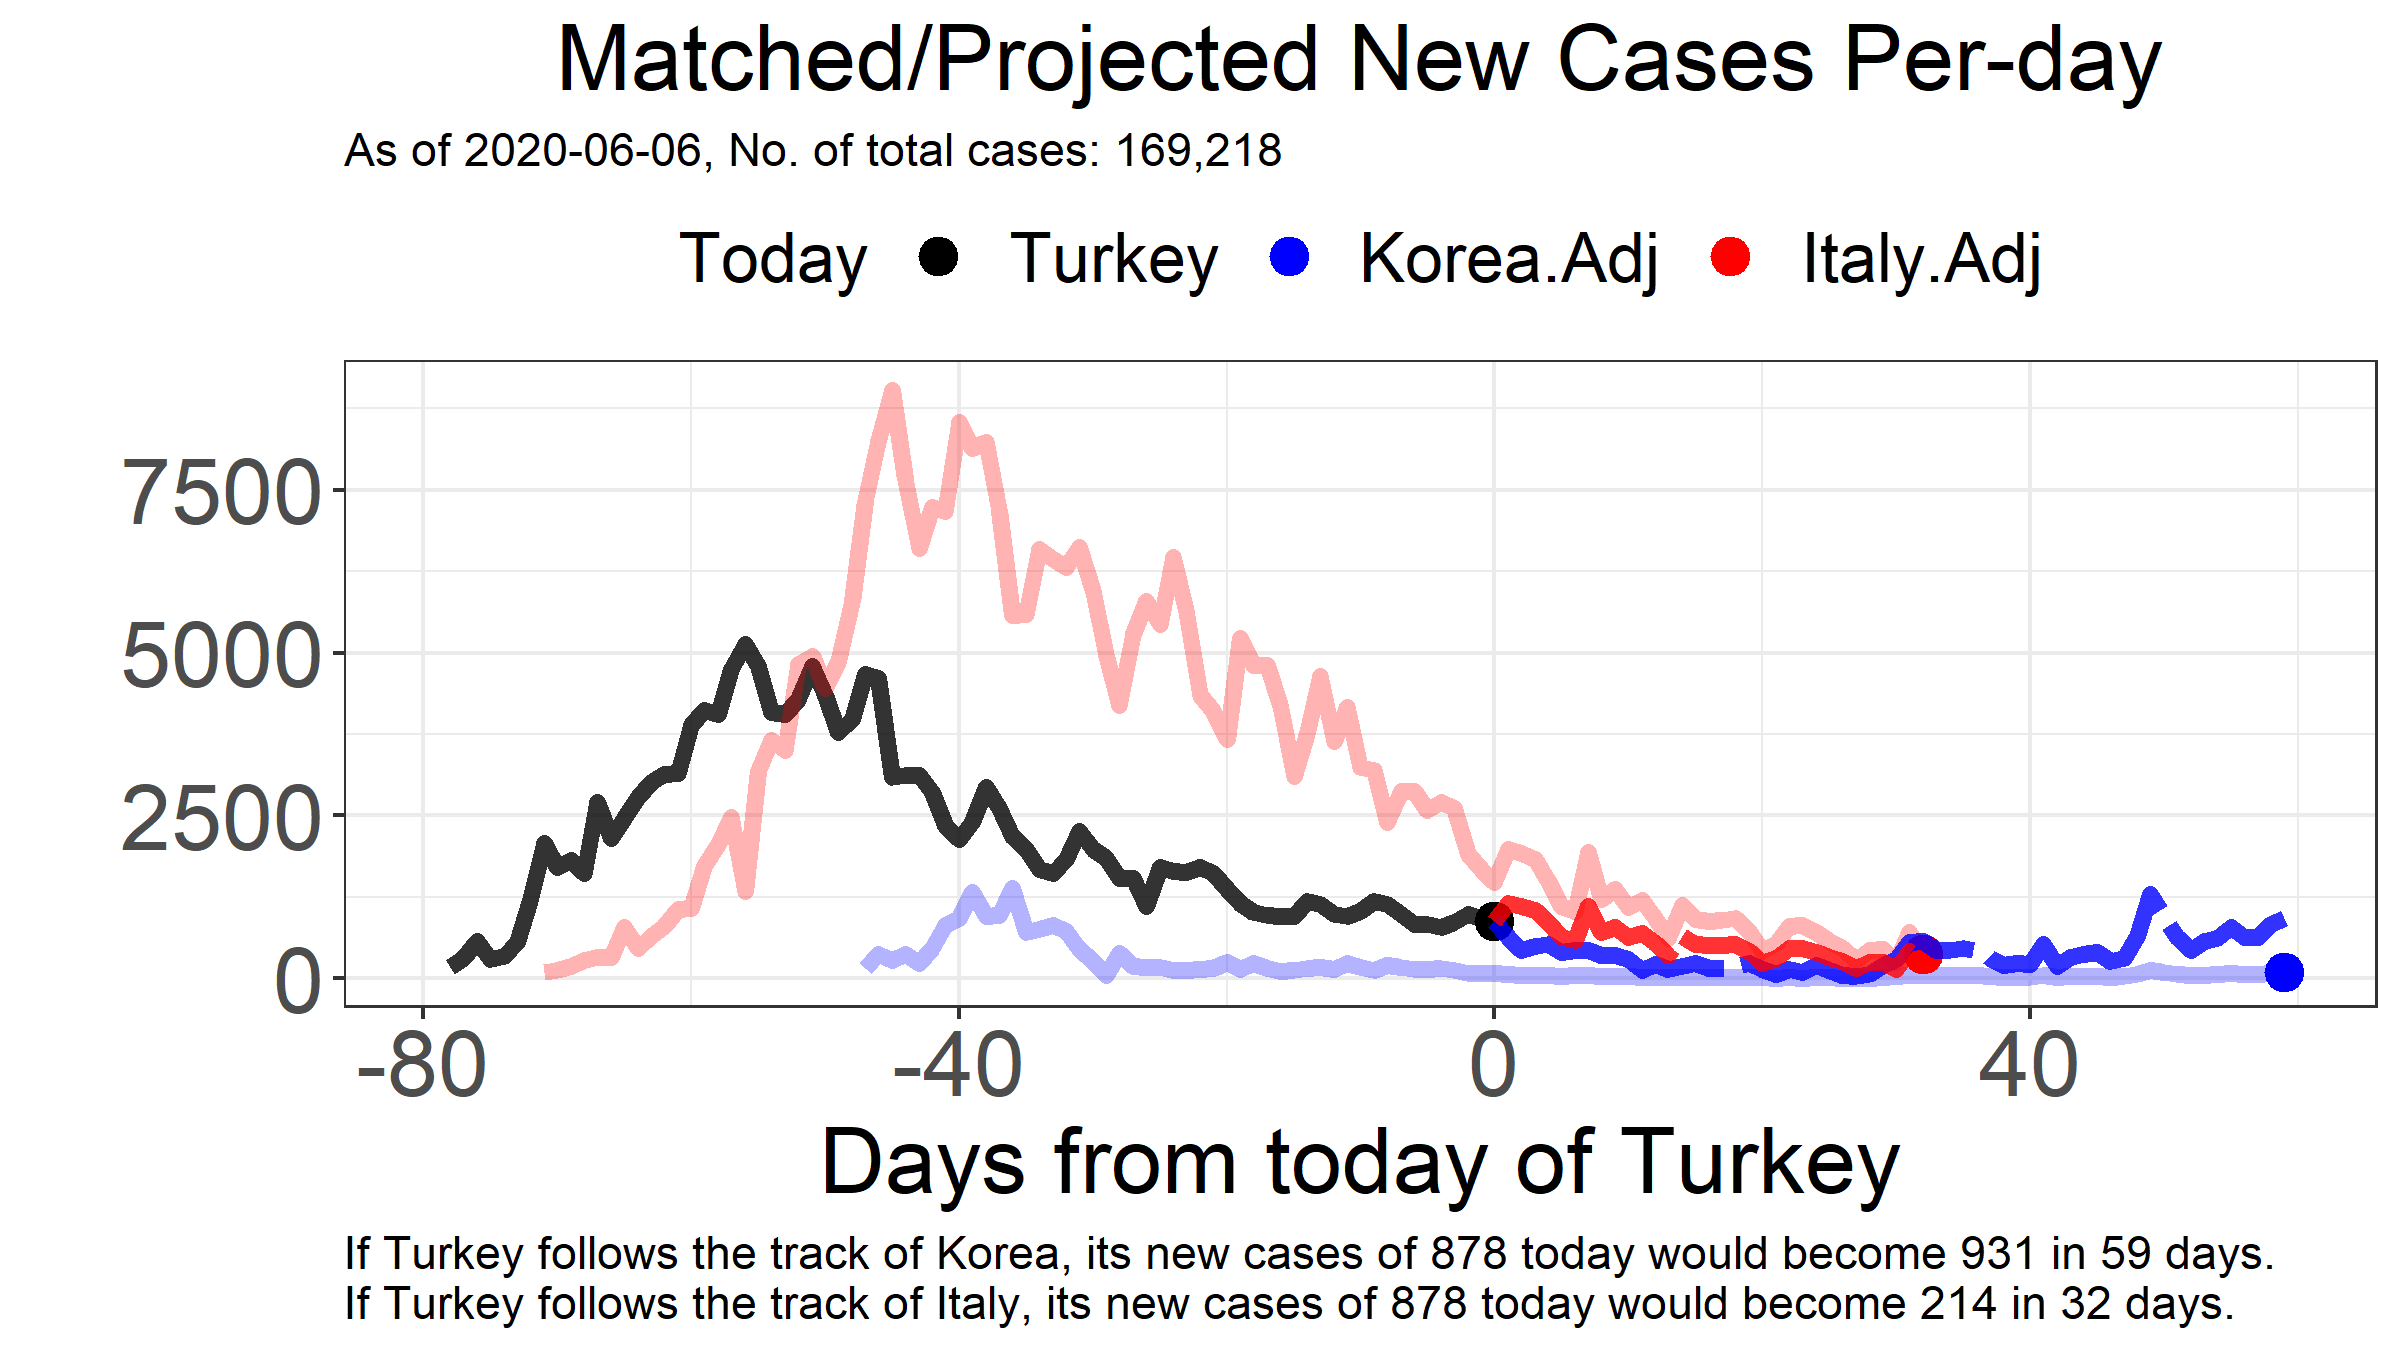 Matched/Projected New Cases Per-day
As of 2020-06-06, No. of total cases: 169,218
Today Turkey Korea.Adj Italy.Adj
7500
5000
2500
0
-80 -40 0 40
Days from today of Turkey
If Turkey follows the track of Korea, its new cases of 878 today would become 931 in 59 days.
If Turkey follows the track of Italy, its new cases of 878 today would become 214 in 32 days.